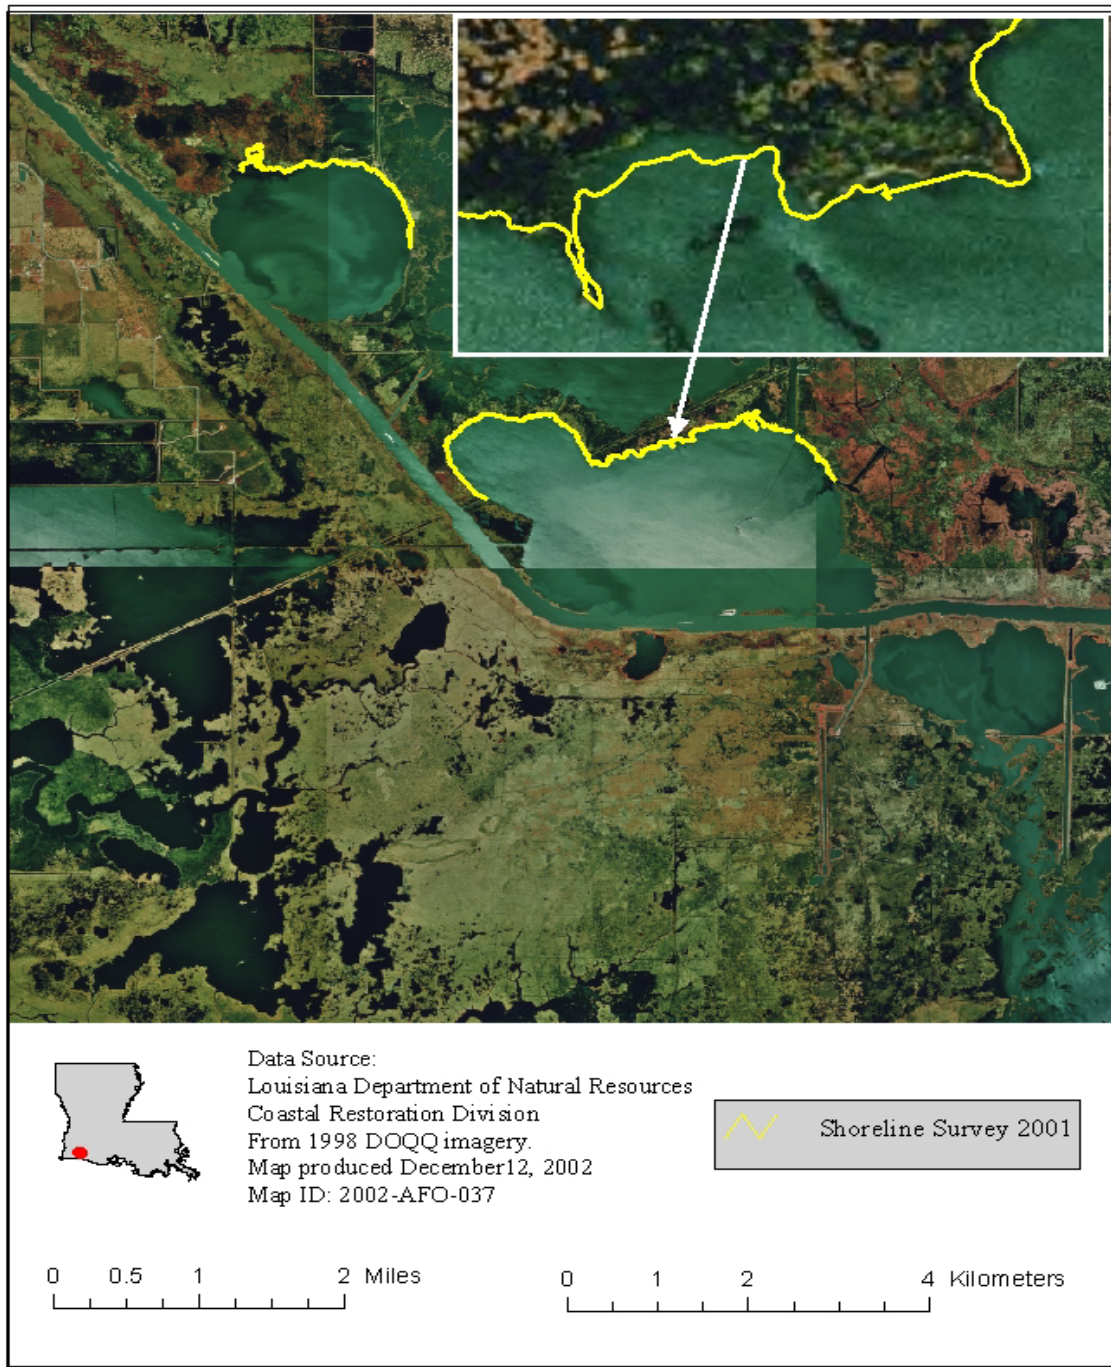 Data Source:
Louisiana Department of Natural Resources
Coastal Restoration Division
From 1998 DOQQ imagery.
Map produced December12, 2002
Map ID: 2002-AFO-037
Shoreline Survey 2001
0 0.5 1 2 Miles
0 1 2 4 Kilometers